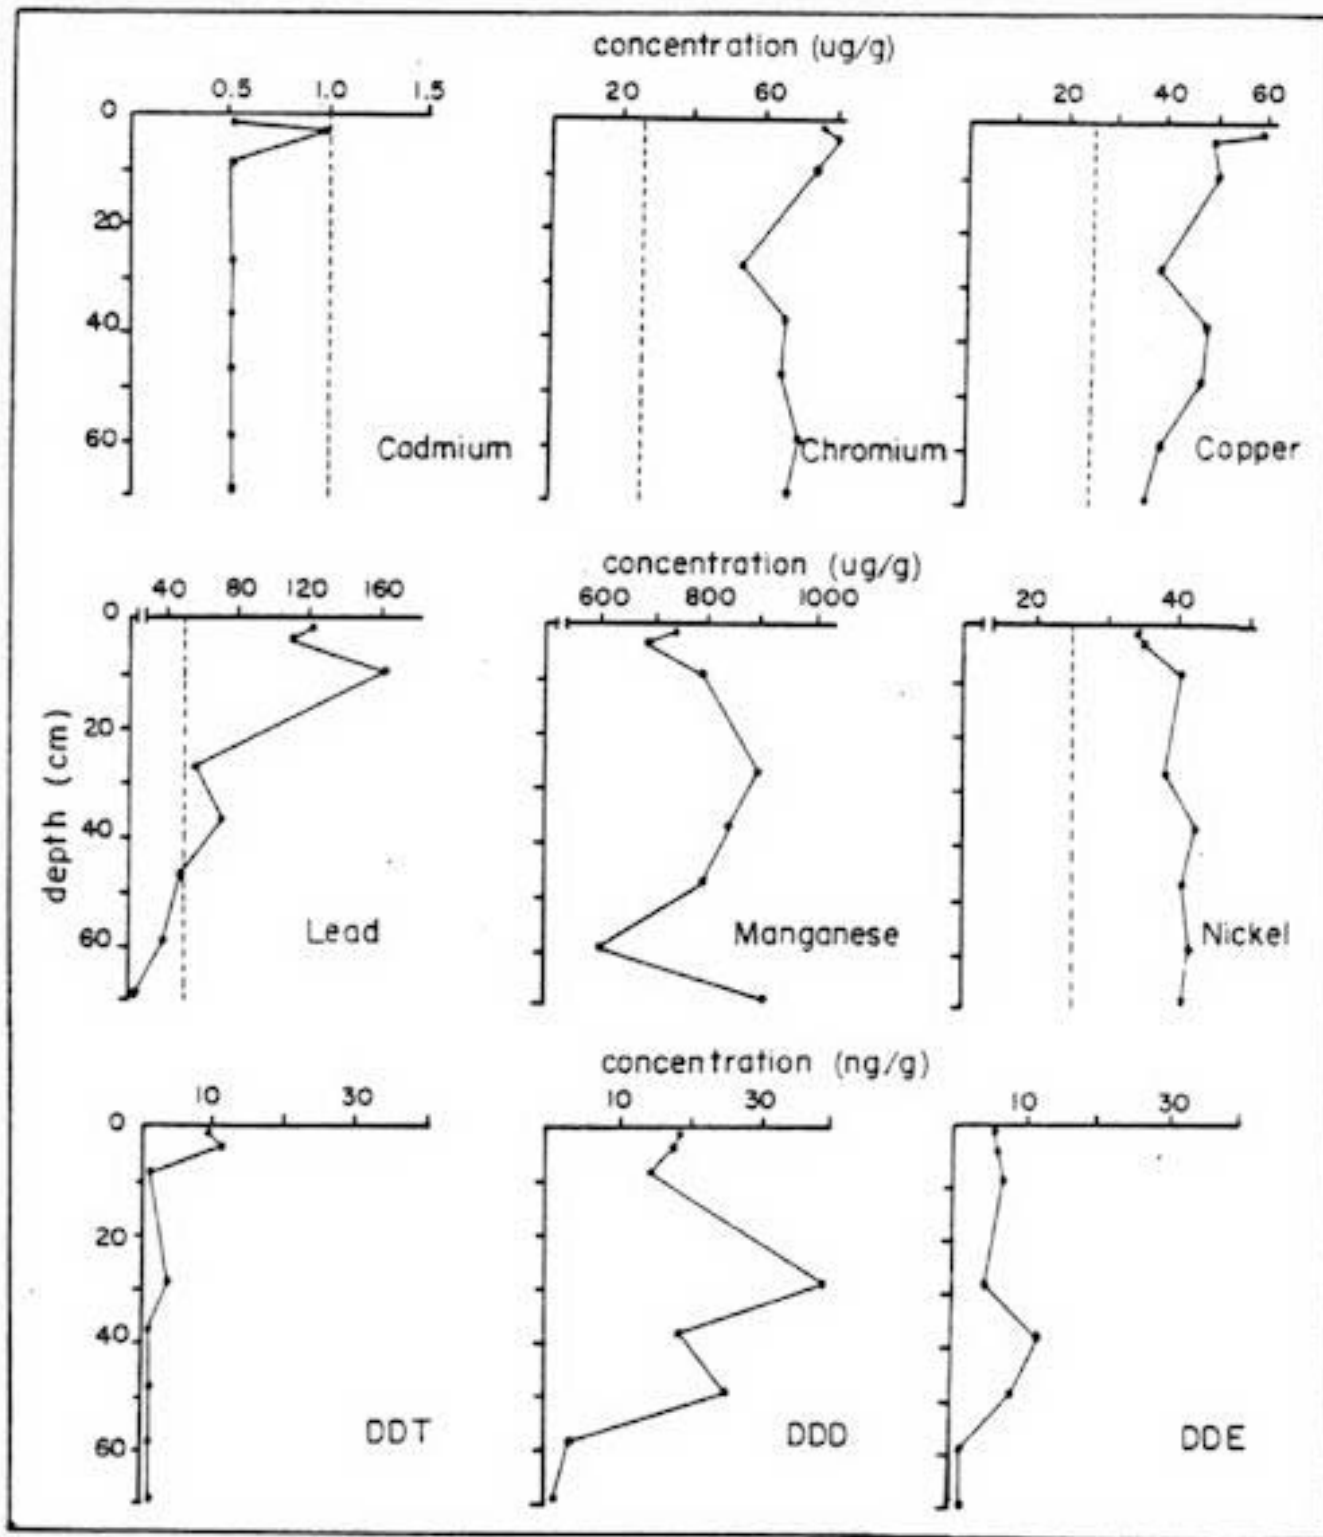 concentration (ug/g)
0.5 1.0 1.5
20 60
20 40 60
0
20
40
60
Cadmium
Chromium
Copper
concentration (ug/g)
40 80 120 160
600 800 1000
20 40
0
20
40
60
depth (cm)
Lead
Manganese
Nickel
concentration (ng/g)
10 30
10 30
10 30
0
20
40
60
DDT
DDD
DDE